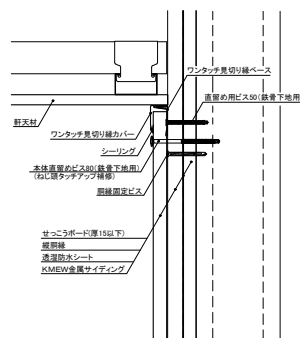 ワンタッチ見切り縁ベース
直留め用ビス50(鉄骨下地用)
軒天材
ワンタッチ見切り縁カバー
シーリング
本体直留めビス80(鉄骨下地用)
(ねじ頭タッチアップ補修)
胴縁固定ビス
せっこうボード(厚15以下)
縦胴縁
透湿防水シート
KMEW金属サイディング